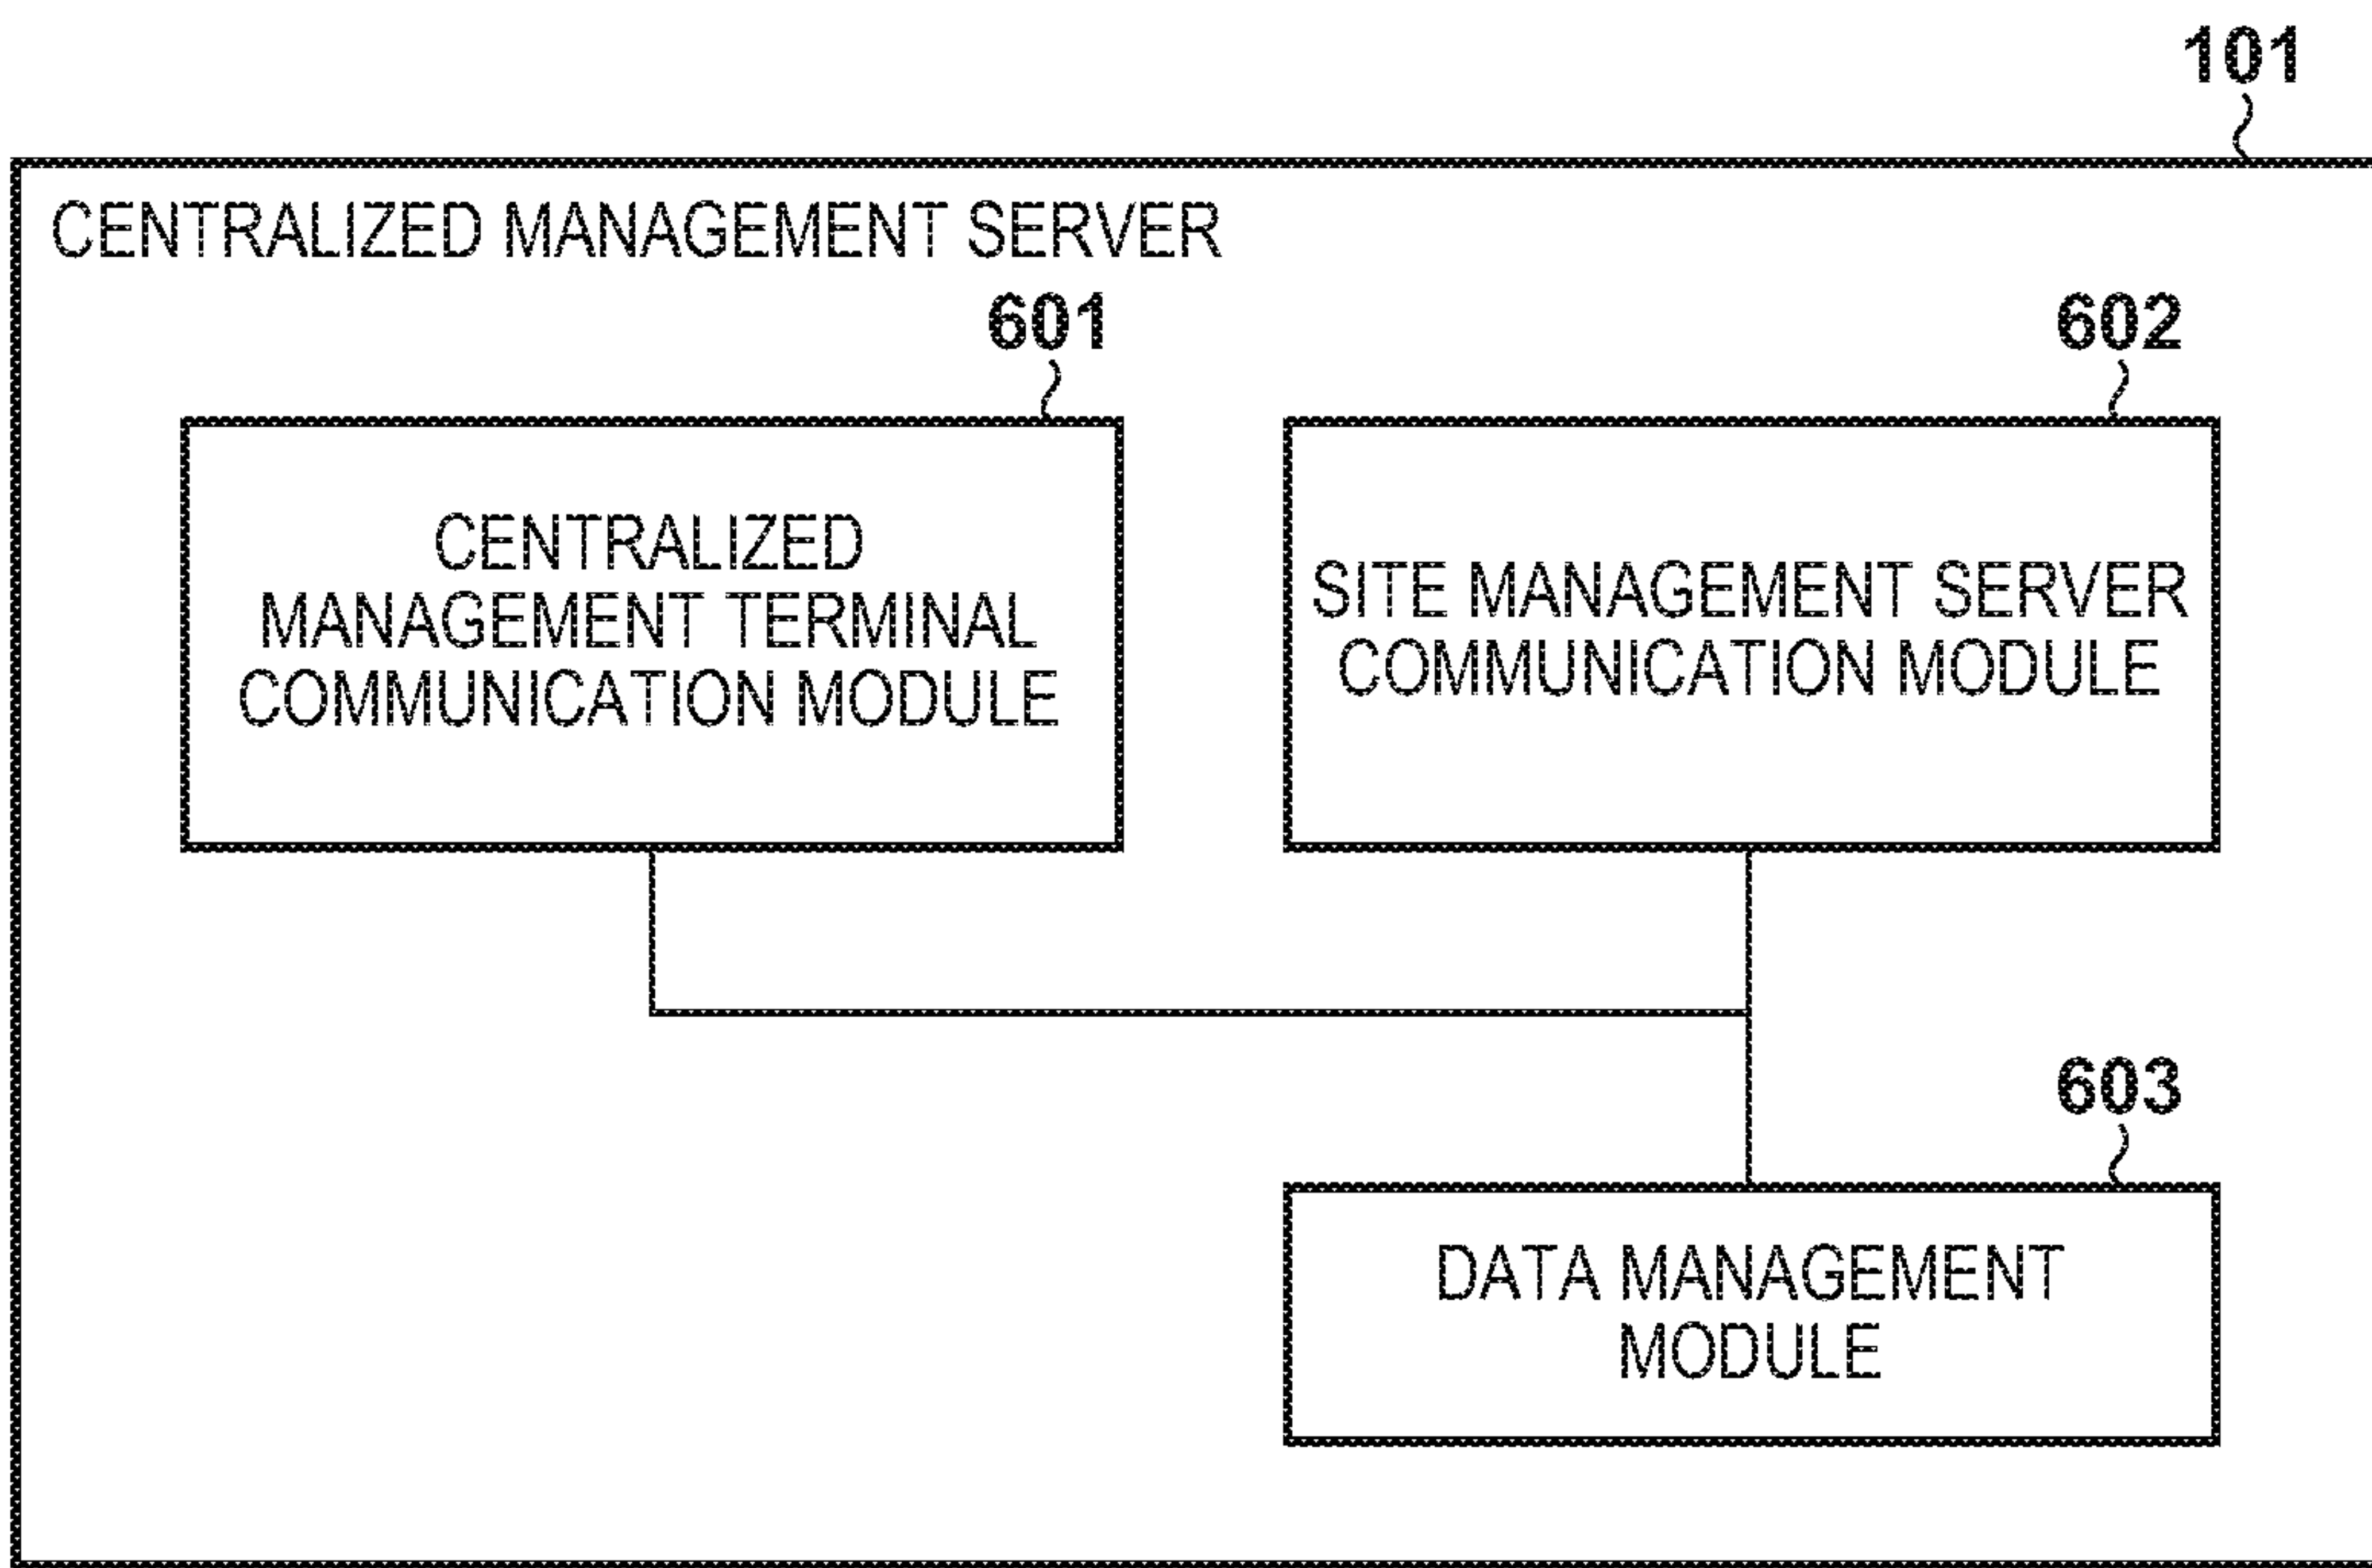 101
CENTRALIZED MANAGEMENT SERVER
601
602
CENTRALIZED
MANAGEMENT TERMINAL
COMMUNICATION MODULE
SITE MANAGEMENT SERVER
COMMUNICATION MODULE
603
DATA MANAGEMENT
MODULE